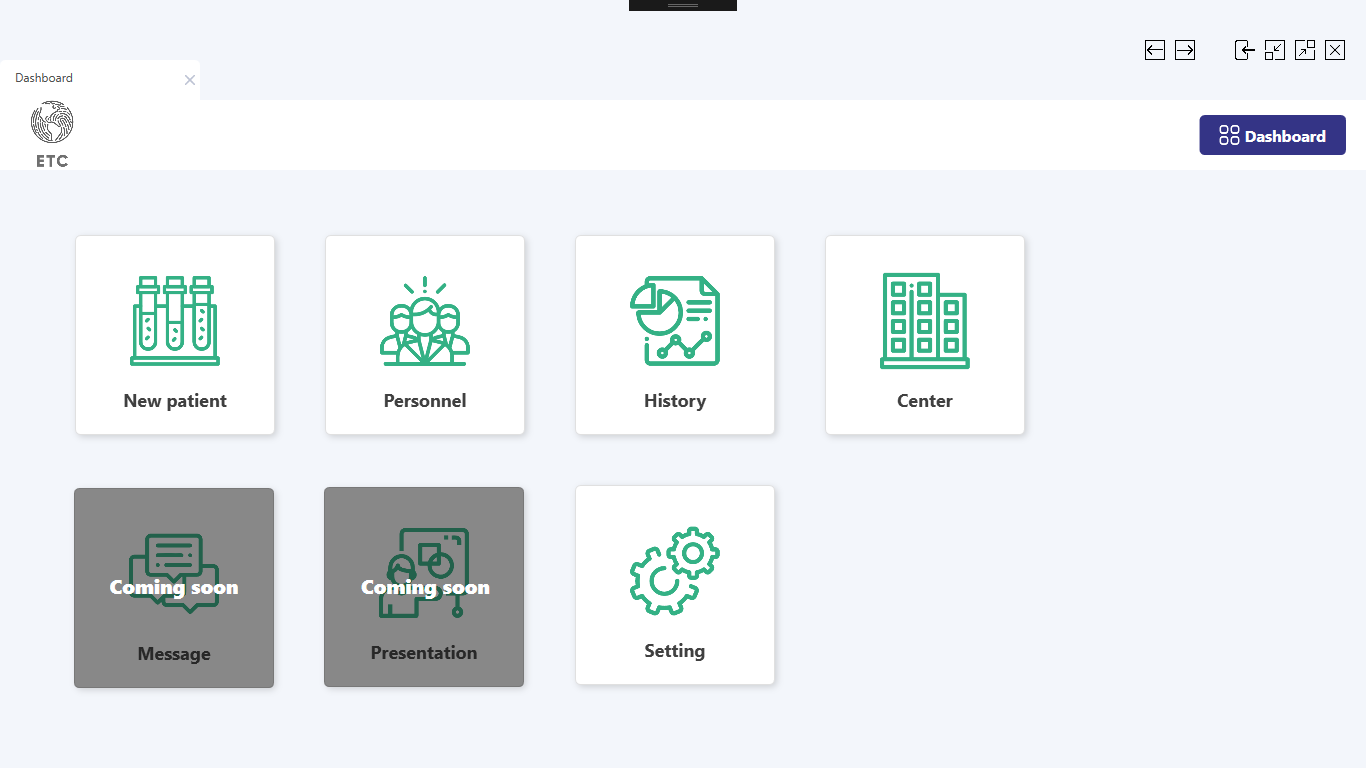 Dashboard
ETC
Dashboard
New patient
Personnel
History
Center
Coming soon
Message
Coming soon
Presentation
Setting